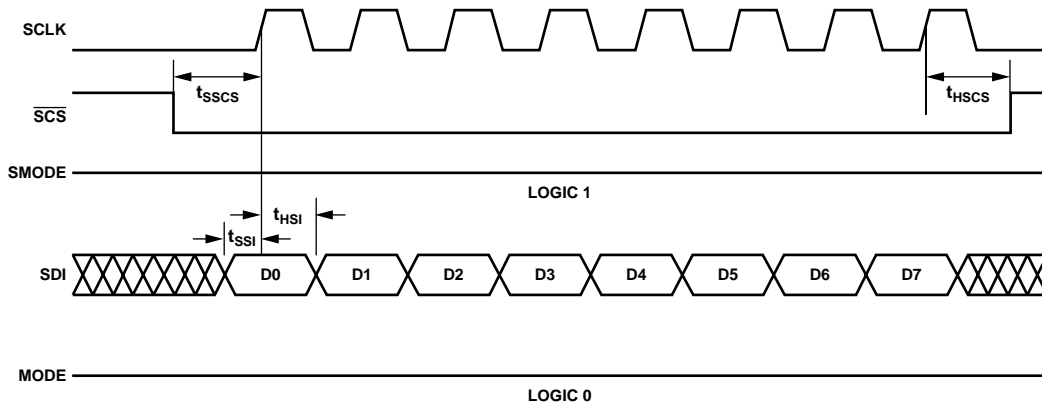 SCLK
tSSCS
tHSCS
SCS
SMODE
LOGIC 1
tHSI
tSSI
SDI D0 D1 D2 D3 D4 D5 D6 D7
MODE
LOGIC 0